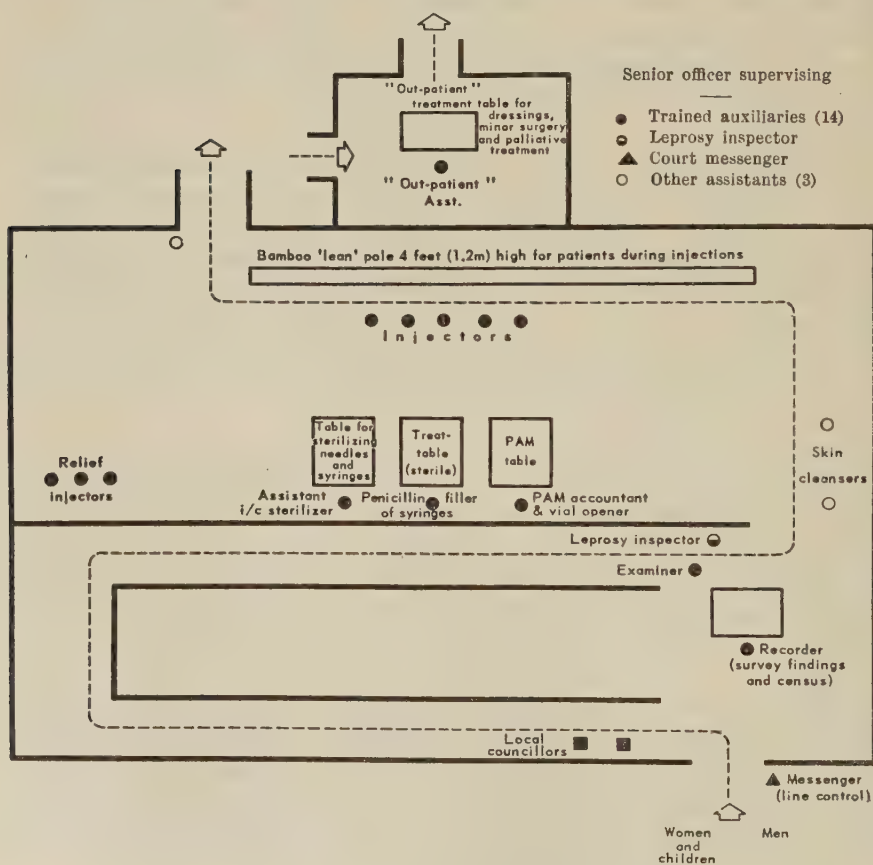 Senior officer supervising
Trained auxiliaries (14)
Leprosy inspector
Court messenger
Other assistants (3)
"Out-patient"
treatment table for
dressings,
minor surgery
and palliative
treatment
"Out-patient"
Asst.
Bamboo 'lean' pole 4 feet (1,2m) high for patients during injections
Injectors
Relief
injectors
Table for
sterilizing
needles
and
syringes
Treat-
table
(sterile)
PAM
table
Assistant
i/c sterilizer
Penicillin filler
of syringes
PAM accountant
& vial opener
Skin
cleansers
Leprosy inspector
Examiner
Recorder
(survey findings
and census)
Local
councillors
Messenger
(line control)
Women
and
children
Men